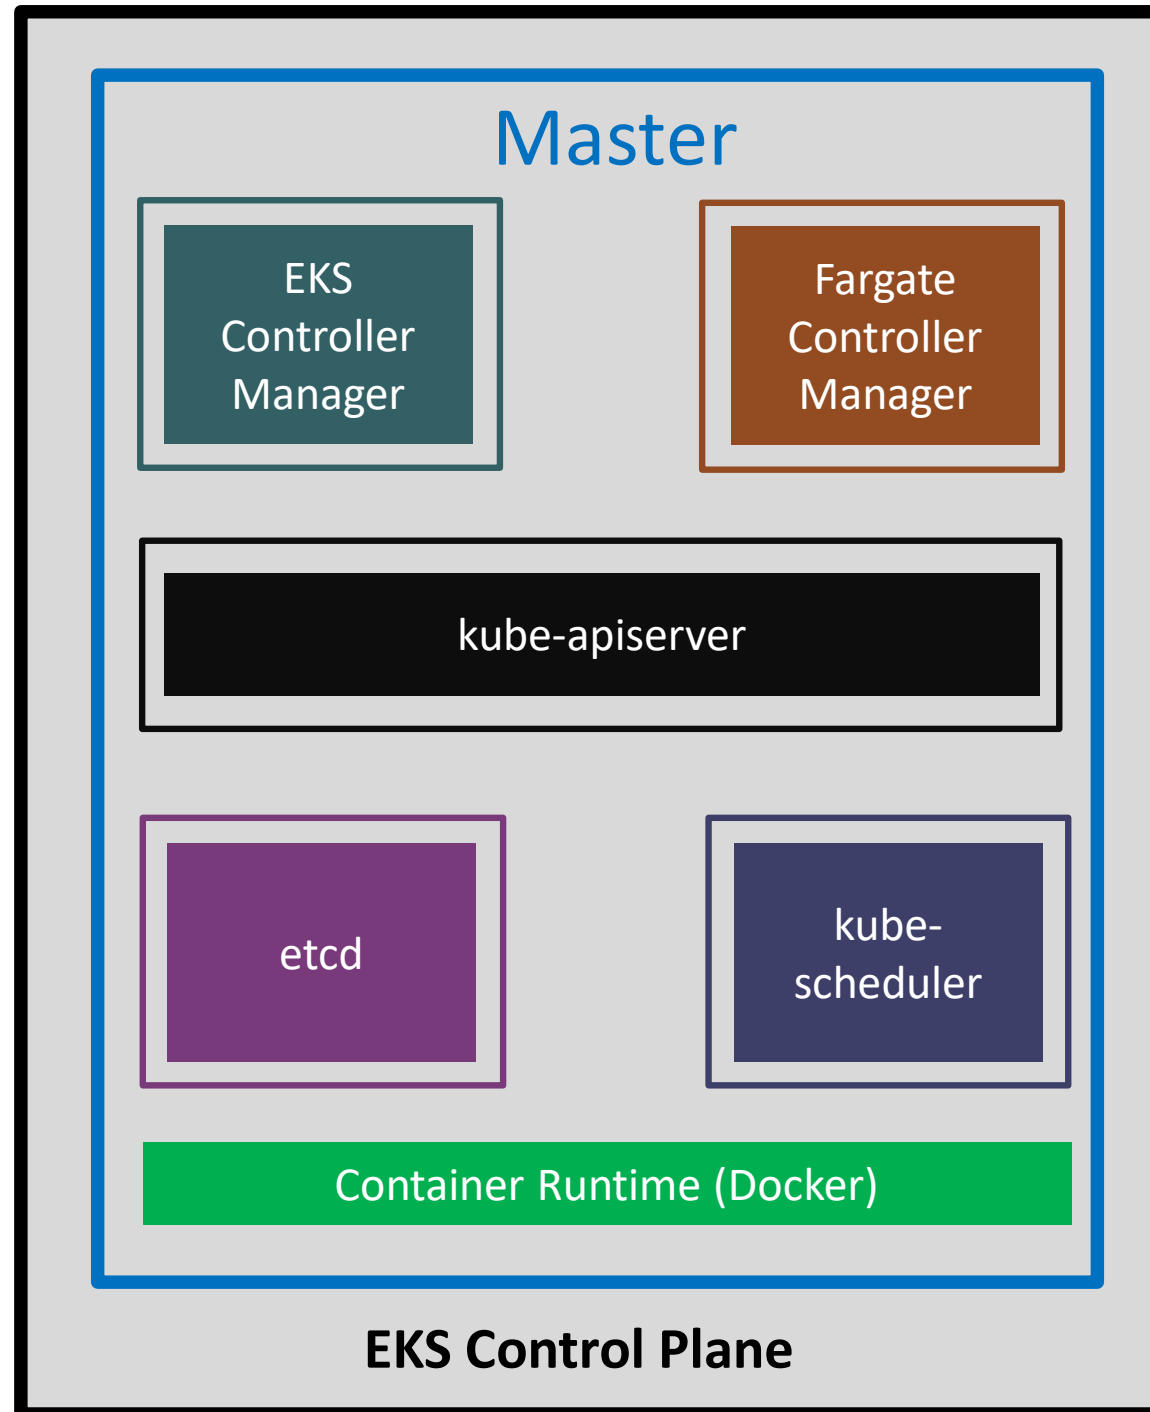 Master
EKS
Controller
Manager
Fargate
Controller
Manager
kube-apiserver
etcd
kube-
scheduler
Container Runtime (Docker)
EKS Control Plane